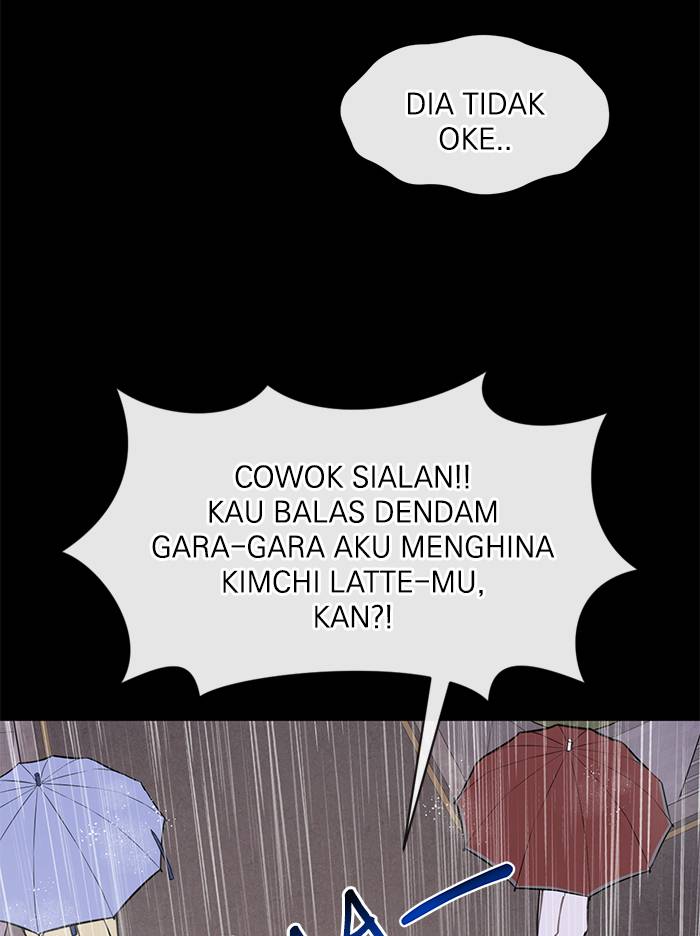 DIA TIDAK
OKE..
COWOK SIALAN!!
KAU BALAS DENDAM
GARA-GARA AKU MENGHINA
KIMCHI LATTE-MU,
KAN?!